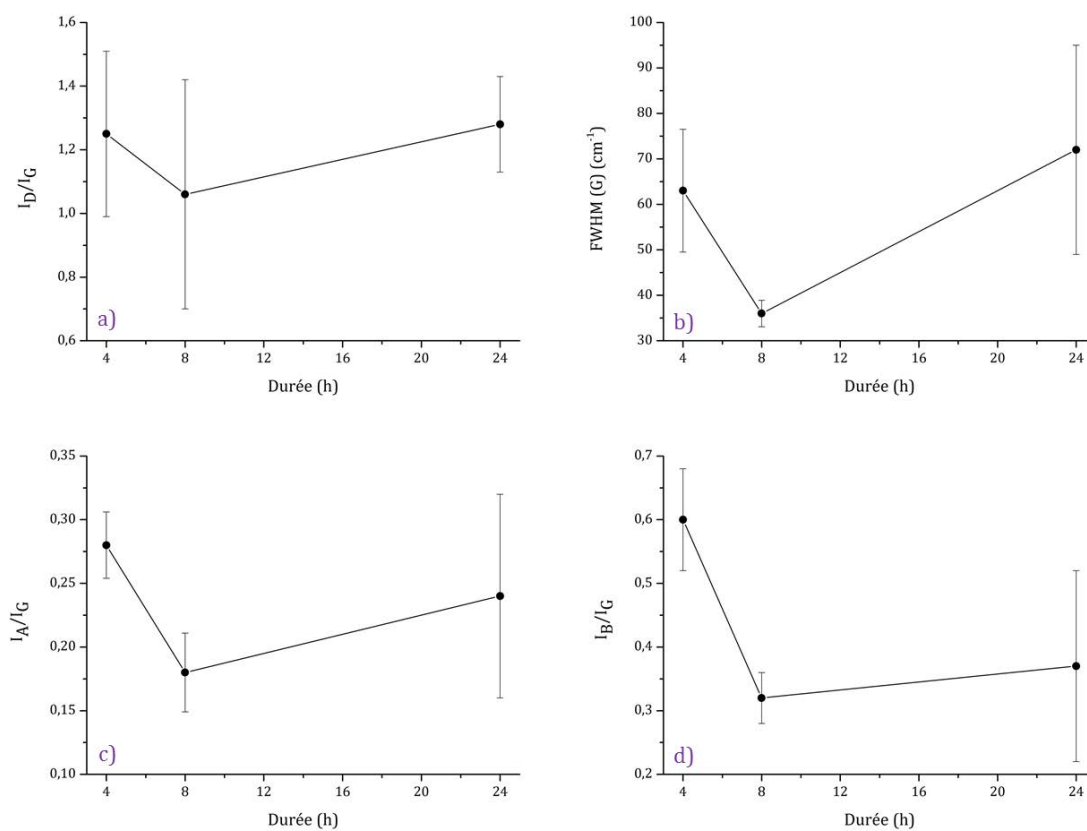 1,6
1,4
1,2
1,0
0,8
0,6
I_D/I_G
a)
4 8 12 16 20 24
Durée (h)
100
90
80
70
60
50
40
30
FWHM (G) (cm⁻¹)
b)
4 8 12 16 20 24
Durée (h)
0,35
0,30
0,25
0,20
0,15
0,10
I_A/I_G
c)
4 8 12 16 20 24
Durée (h)
0,7
0,6
0,5
0,4
0,3
0,2
I_B/I_G
d)
4 8 12 16 20 24
Durée (h)